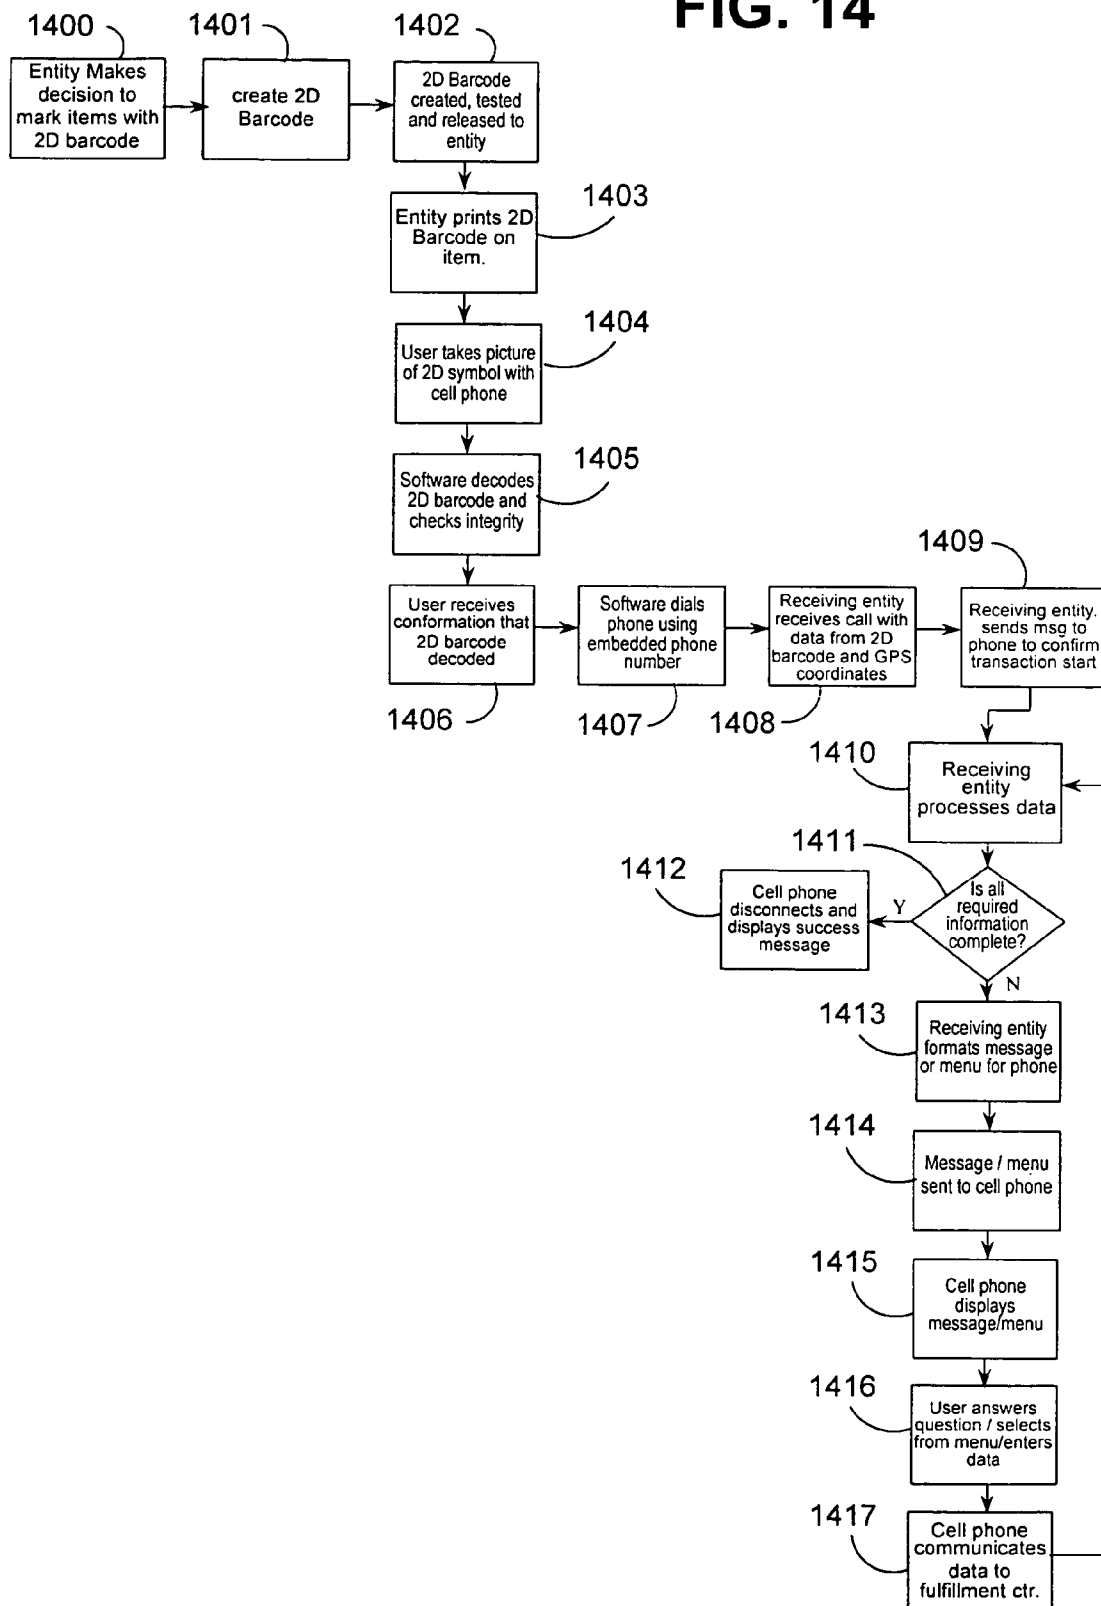 FIG. 14
1400
1401
1402
Entity Makes
decision to
mark items with
2D barcode
create 2D
Barcode
2D Barcode
created, tested
and released to
entity
1403
Entity prints 2D
Barcode on
item.
1404
User takes picture
of 2D symbol with
cell phone
1405
Software decodes
2D barcode and
checks integrity
1406
User receives
conformation that
2D barcode
decoded
1407
Software dials
phone using
embedded phone
number
1408
Receiving entity
receives call with
data from 2D
barcode and GPS
coordinates
1409
Receiving entity.
sends msg to
phone to confirm
transaction start
1410
Receiving
entity
processes data
1411
Is all
required
information
complete?
Y
1412
Cell phone
disconnects and
displays success
message
N
1413
Receiving entity
formats message
or menu for phone
1414
Message / menu
sent to cell phone
1415
Cell phone
displays
message/menu
1416
User answers
question / selects
from menu/enters
data
1417
Cell phone
communicates
data to
fulfillment ctr.